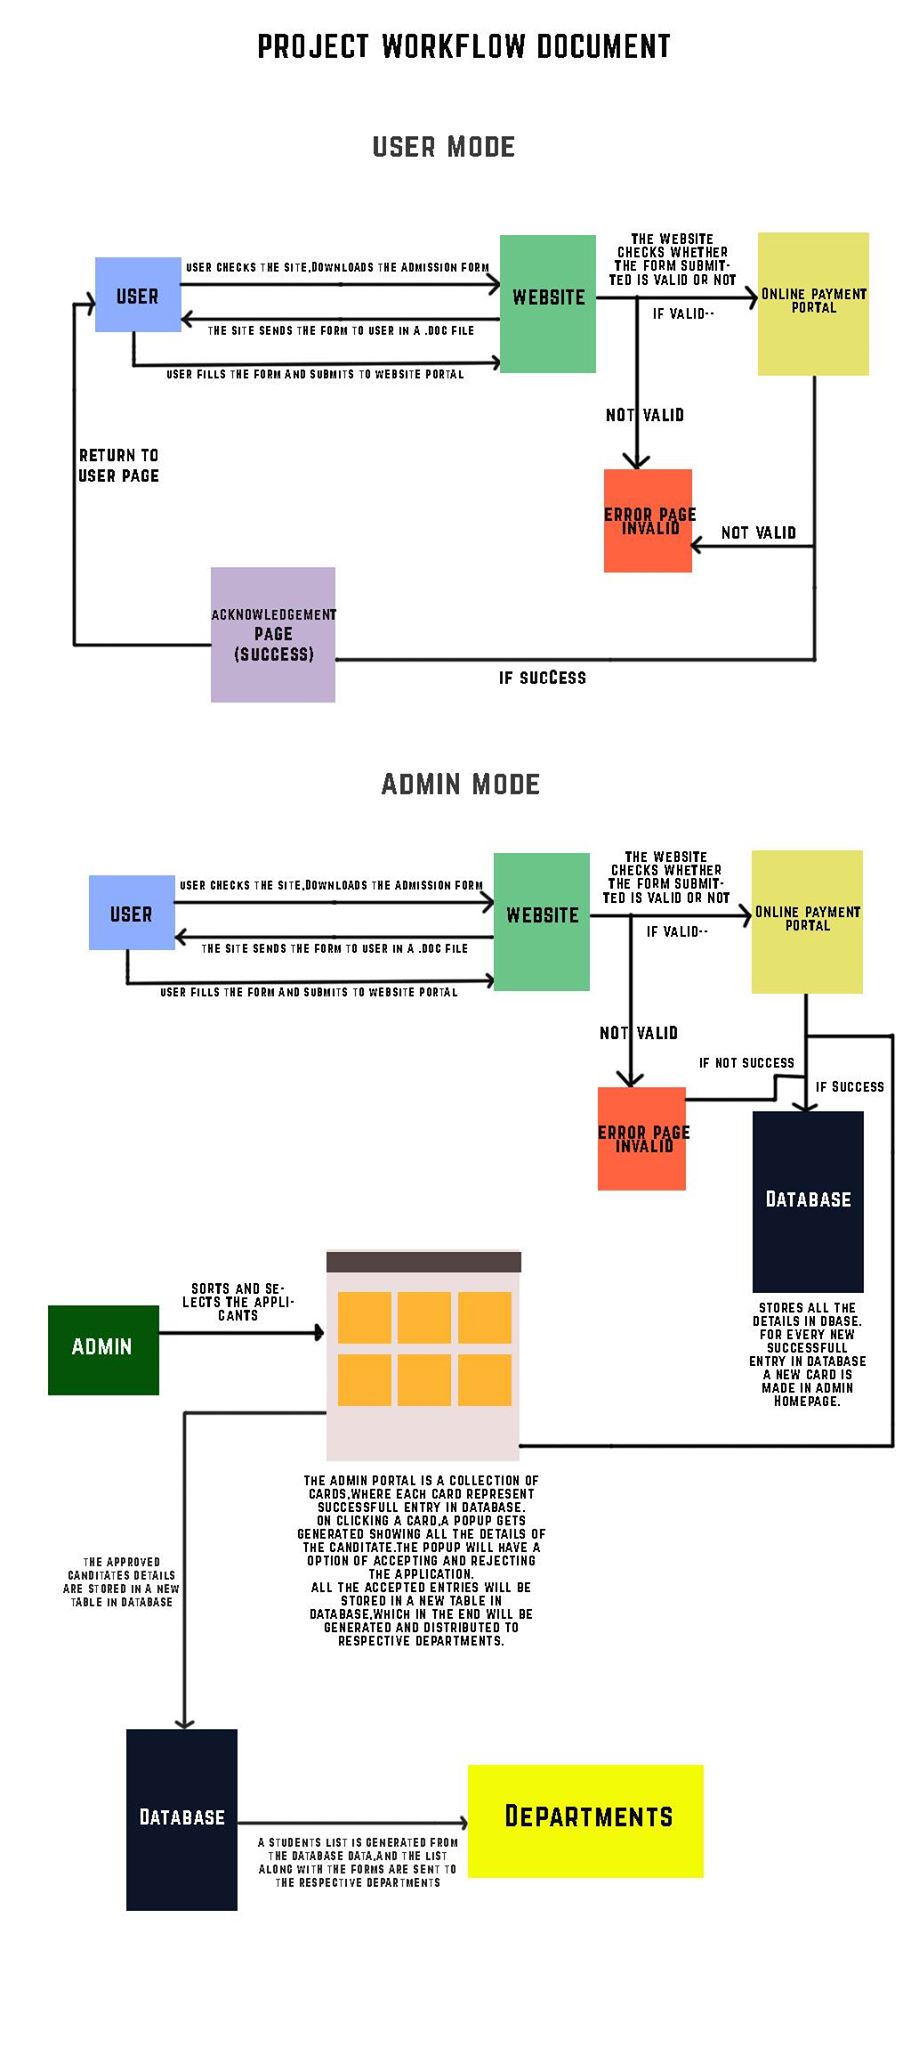 PROJECT WORKFLOW DOCUMENT
USER MODE
USER CHECKS THE SITE,DOWNLOADS THE ADMISSION FORM
THE WEBSITE
CHECKS WHETHER
THE FORM SUBMIT-
TED IS VALID OR NOT
USER
WEBSITE
ONLINE PAYMENT
PORTAL
IF VALID--
THE SITE SENDS THE FORM TO USER IN A .DOC FILE
USER FILLS THE FORM AND SUBMITS TO WEBSITE PORTAL
NOT VALID
RETURN TO
USER PAGE
ERROR PAGE
INVALID
NOT VALID
ACKNOWLEDGEMENT
PAGE
(SUCCESS)
IF SUCCESS
ADMIN MODE
USER CHECKS THE SITE,DOWNLOADS THE ADMISSION FORM
THE WEBSITE
CHECKS WHETHER
THE FORM SUBMIT-
TED IS VALID OR NOT
USER
WEBSITE
ONLINE PAYMENT
PORTAL
IF VALID--
THE SITE SENDS THE FORM TO USER IN A .DOC FILE
USER FILLS THE FORM AND SUBMITS TO WEBSITE PORTAL
NOT VALID
IF NOT SUCCESS
IF SUCCESS
ERROR PAGE
INVALID
DATABASE
STORES ALL THE
DETAILS IN DBASE.
FOR EVERY NEW
SUCCESSFULL
ENTRY IN DATABASE
A NEW CARD IS
MADE IN ADMIN
HOMEPAGE.
SORTS AND SE-
LECTS THE APPLI-
CANTS
ADMIN
THE ADMIN PORTAL IS A COLLECTION OF
CARDS,WHERE EACH CARD REPRESENT
SUCCESSFULL ENTRY IN DATABASE.
ON CLICKING A CARD,A POPUP GETS
GENERATED SHOWING ALL THE DETAILS OF
THE CANDITATE.THE POPUP WILL HAVE A
OPTION OF ACCEPTING AND REJECTING
THE APPLICATION.
ALL THE ACCEPTED ENTRIES WILL BE
STORED IN A NEW TABLE IN
DATABASE,WHICH IN THE END WILL BE
GENERATED AND DISTRIBUTED TO
RESPECTIVE DEPARTMENTS.
THE APPROVED
CANDITATES DETAILS
ARE STORED IN A NEW
TABLE IN DATABASE
DATABASE
DEPARTMENTS
A STUDENTS LIST IS GENERATED FROM
THE DATABASE DATA,AND THE LIST
ALONG WITH THE FORMS ARE SENT TO
THE RESPECTIVE DEPARTMENTS